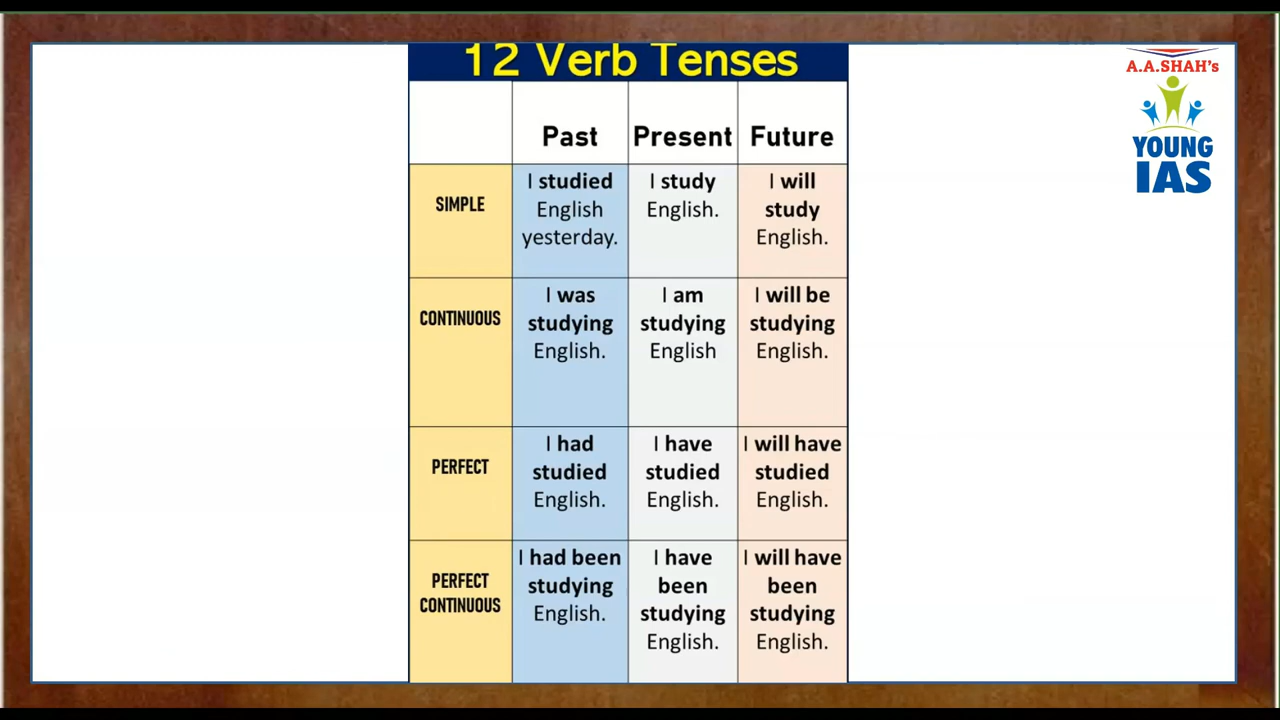 12 Verb Tenses
A.A.SHAH's
YOUNG
IAS
Past Present Future
SIMPLE
I studied
English
yesterday.
I study
English.
I will
study
English.
CONTINUOUS
I was
studying
English.
I am
studying
English
I will be
studying
English.
PERFECT
I had
studied
English.
I have
studied
English.
I will have
studied
English.
PERFECT
CONTINUOUS
I had been
studying
English.
I have
been
studying
English.
I will have
been
studying
English.